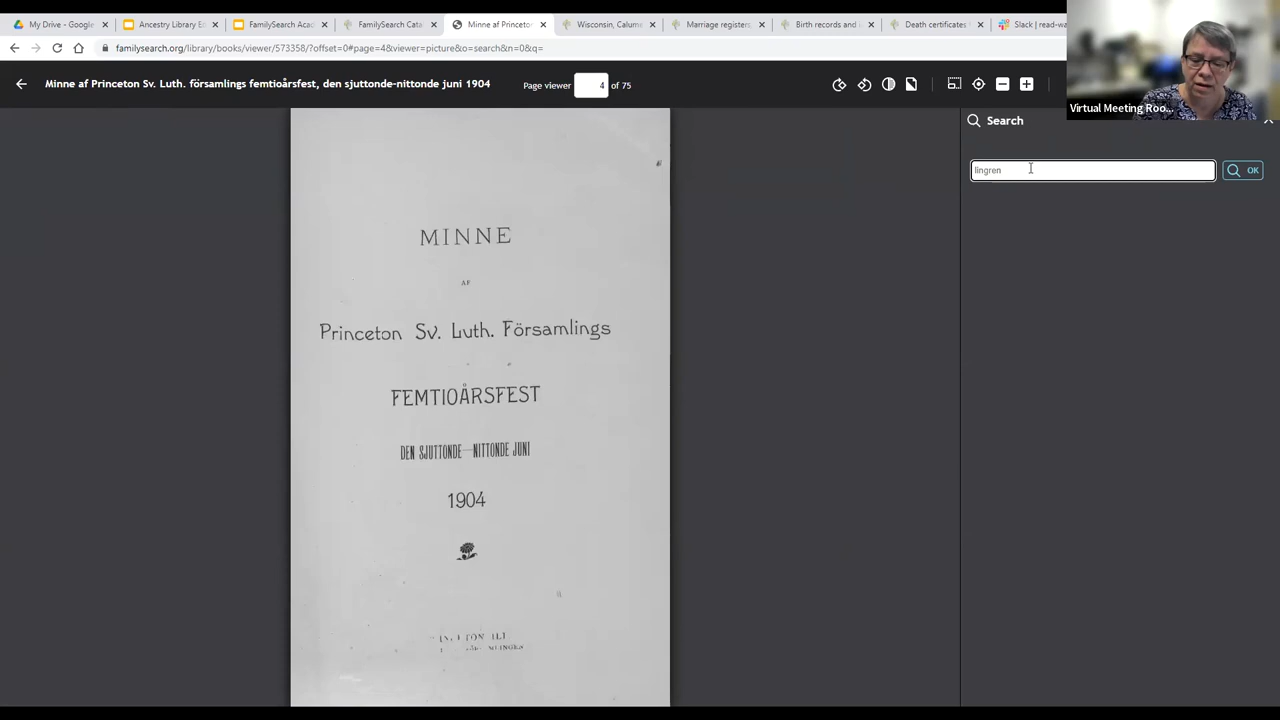 My Drive - Google
Ancestry Library E
FamilySearch Aca
FamilySearch Cata
Minne af Princeton
Wisconsin, Calume
Marriage registers
Birth records and
Death certificates
Slack | read-wa
familysearch.org/library/books/viewer/573358/?offset=0#page=4&viewer=picture&o=search&n=0&q=
Minne af Princeton Sv. Luth. församlings femtioårsfest, den sjuttonde-nittonde juni 1904
Page viewer 4 of 75
Virtual Meeting Roo...
Search
lingren
OK
MINNE
AF
Princeton Sv. Luth. Församlings
FEMTIOÅRSFEST
DEN SJUTTONDE—NITTONDE JUNI
1904